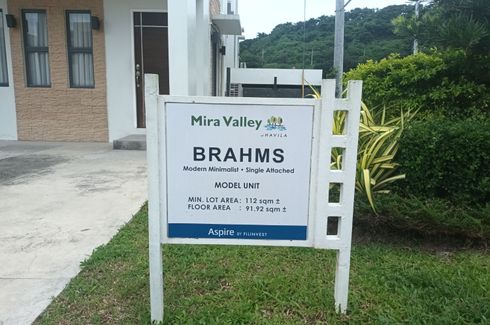 Mira Valley
at HAVILA
BRAHMS
Modern Minimalist • Single Attached
MODEL UNIT
MIN. LOT AREA: 112 sqm ±
FLOOR AREA : 91.92 sqm ±
Aspire BY FILINVEST